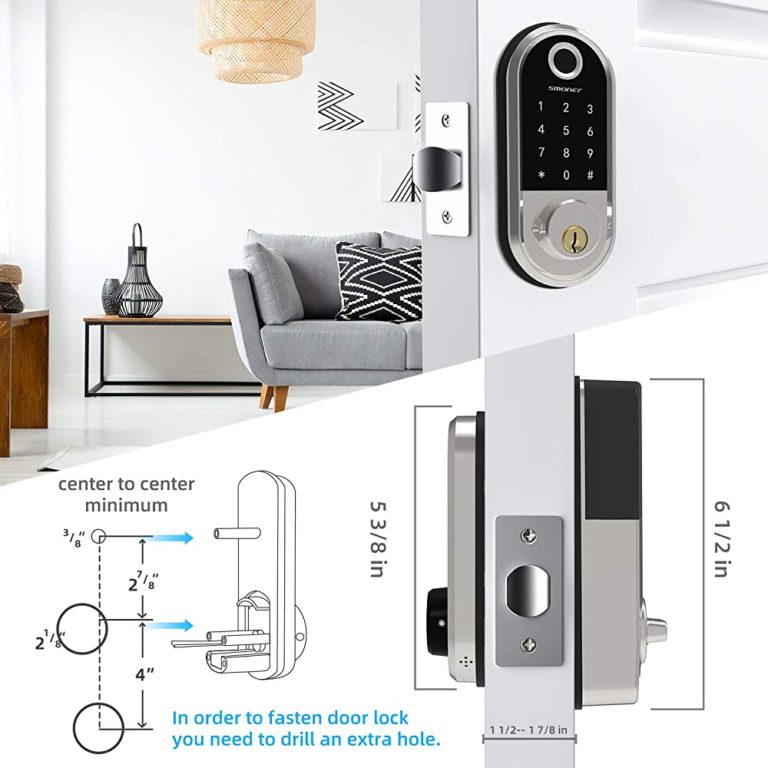 SMONET
1 2 3
4 5 6
7 8 9
* 0 #
center to center
minimum
3/8"
2 7/8"
2 1/8"
4"
In order to fasten door lock
you need to drill an extra hole.
5 3/8 in
6 1/2 in
1 1/2-- 1 7/8 in